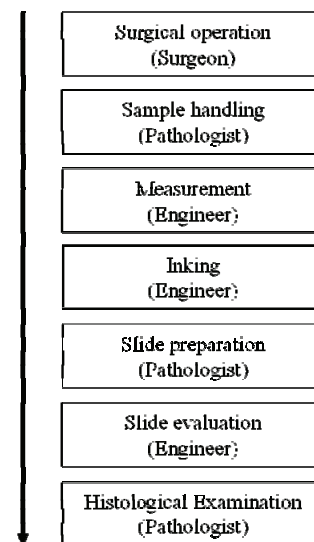 Surgical operation
(Surgeon)
Sample handling
(Pathologist)
Measurement
(Engineer)
Inking
(Engineer)
Slide preparation
(Pathologist)
Slide evaluation
(Engineer)
Histological Examination
(Pathologist)